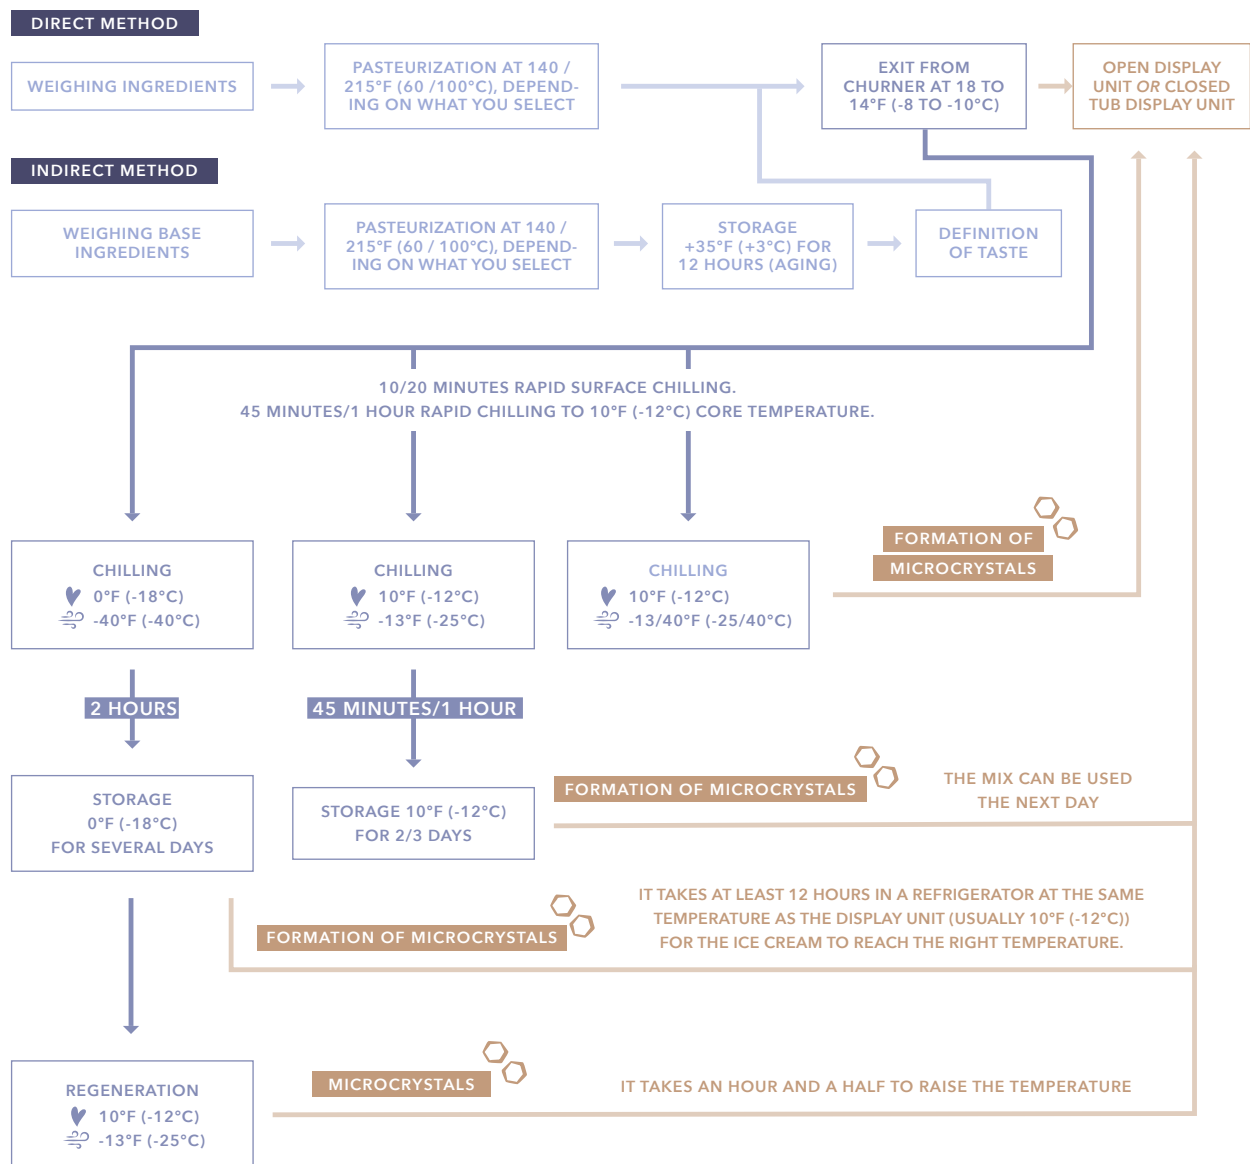 DIRECT METHOD
WEIGHING INGREDIENTS
PASTEURIZATION AT 140 /
215°F (60 /100°C), DEPEND-
ING ON WHAT YOU SELECT
EXIT FROM
CHURNER AT 18 TO
14°F (-8 TO -10°C)
OPEN DISPLAY
UNIT OR CLOSED
TUB DISPLAY UNIT
INDIRECT METHOD
WEIGHING BASE
INGREDIENTS
PASTEURIZATION AT 140 /
215°F (60 / 100°C), DEPEND-
ING ON WHAT YOU SELECT
STORAGE
+35°F (+3°C) FOR
12 HOURS (AGING)
DEFINITION
OF TASTE
10/20 MINUTES RAPID SURFACE CHILLING.
45 MINUTES/1 HOUR RAPID CHILLING TO 10°F (-12°C) CORE TEMPERATURE.
CHILLING
0°F (-18°C)
-40°F (-40°C)
CHILLING
10°F (-12°C)
-13°F (-25°C)
CHILLING
10°F (-12°C)
-13/40°F (-25/40°C)
FORMATION OF
MICROCRYSTALS
2 HOURS
45 MINUTES/1 HOUR
STORAGE
0°F (-18°C)
FOR SEVERAL DAYS
STORAGE 10°F (-12°C)
FOR 2/3 DAYS
FORMATION OF MICROCRYSTALS
THE MIX CAN BE USED
THE NEXT DAY
FORMATION OF MICROCRYSTALS
IT TAKES AT LEAST 12 HOURS IN A REFRIGERATOR AT THE SAME
TEMPERATURE AS THE DISPLAY UNIT (USUALLY 10°F (-12°C))
FOR THE ICE CREAM TO REACH THE RIGHT TEMPERATURE.
REGENERATION
10°F (-12°C)
-13°F (-25°C)
MICROCRYSTALS
IT TAKES AN HOUR AND A HALF TO RAISE THE TEMPERATURE